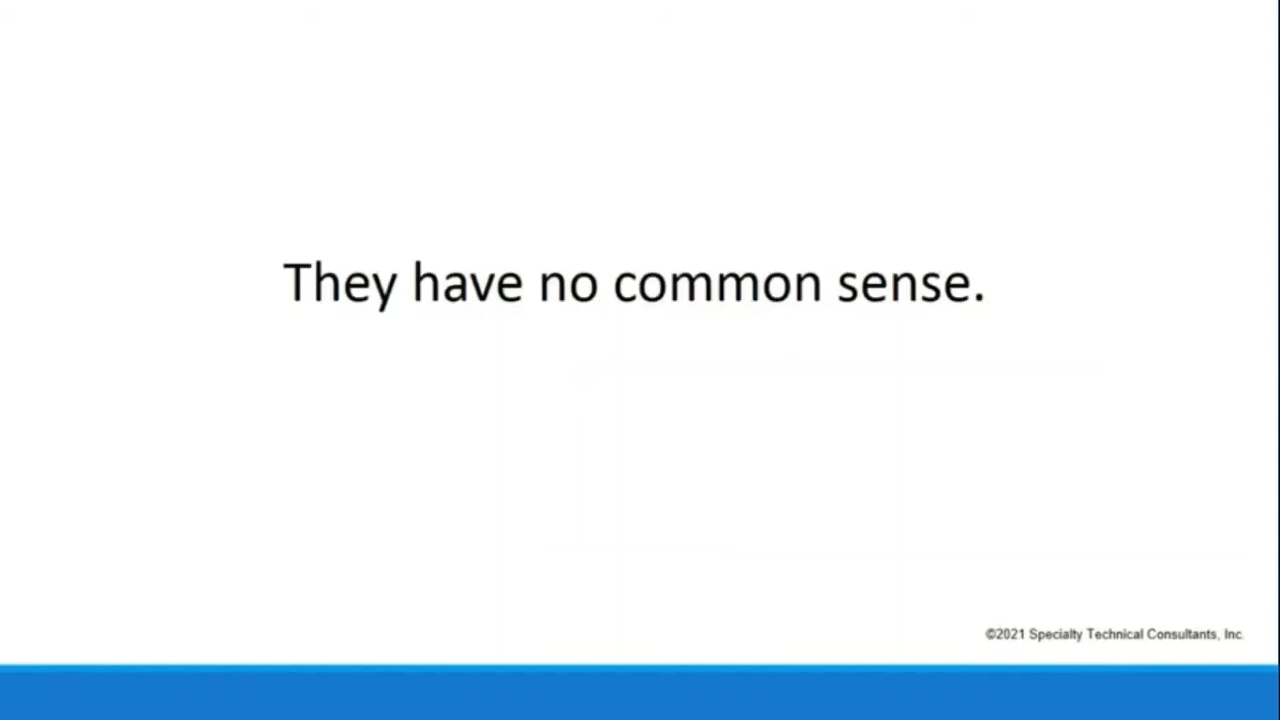 They have no common sense.
©2021 Specialty Technical Consultants, Inc.